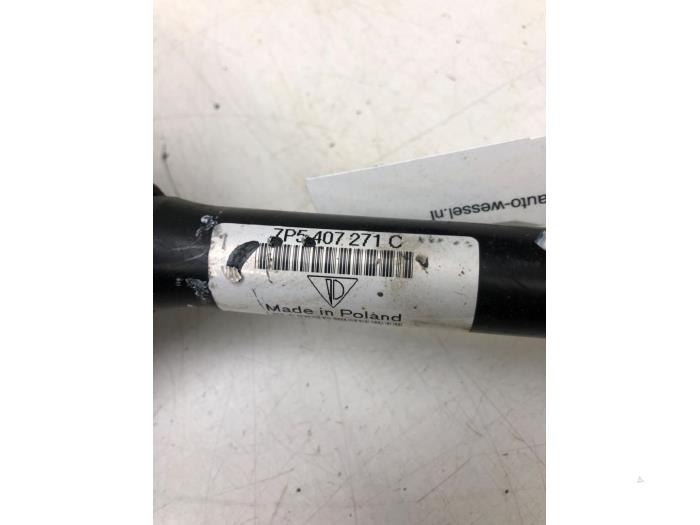 auto-wessel.nl
7P5 407 271 C
Made in Poland